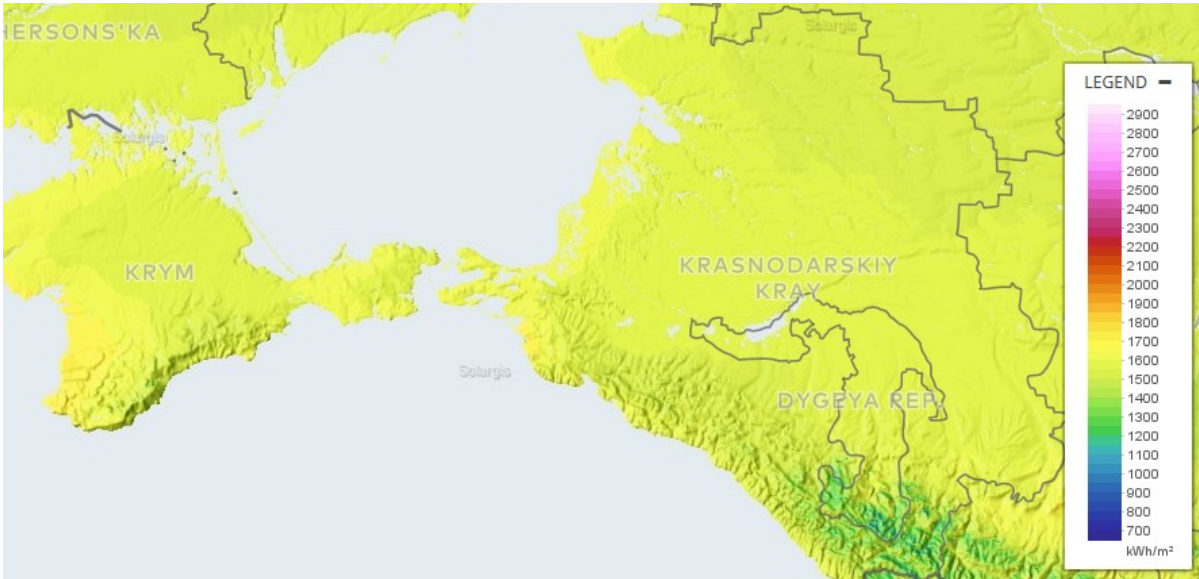 HERSONS'KA
Solargis
Solargis
KRYM
KRASNODARSKIY
KRAY
Solargis
DYGEYA REP.
LEGEND
2900
2800
2700
2600
2500
2400
2300
2200
2100
2000
1900
1800
1700
1600
1500
1400
1300
1200
1100
1000
900
800
700
kWh/m²